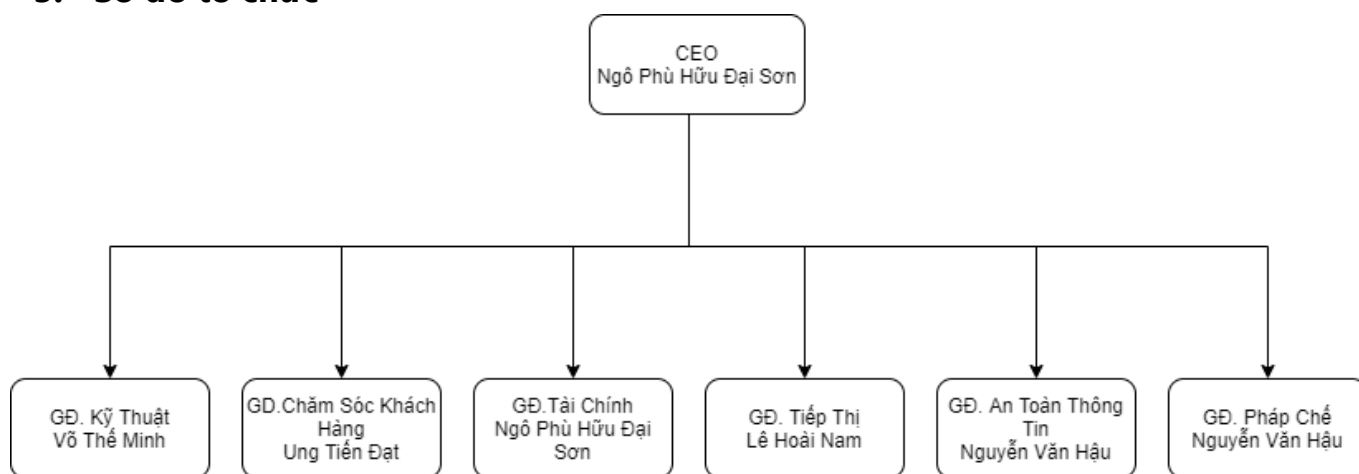 CEO
Ngô Phù Hữu Đại Sơn
GĐ. Kỹ Thuật
Võ Thế Minh
GD.Chăm Sóc Khách
Hàng
Ung Tiến Đạt
GĐ.Tài Chính
Ngô Phù Hữu Đại
Sơn
GĐ. Tiếp Thị
Lê Hoài Nam
GĐ. An Toàn Thông
Tin
Nguyễn Văn Hậu
GĐ. Pháp Chế
Nguyễn Văn Hậu